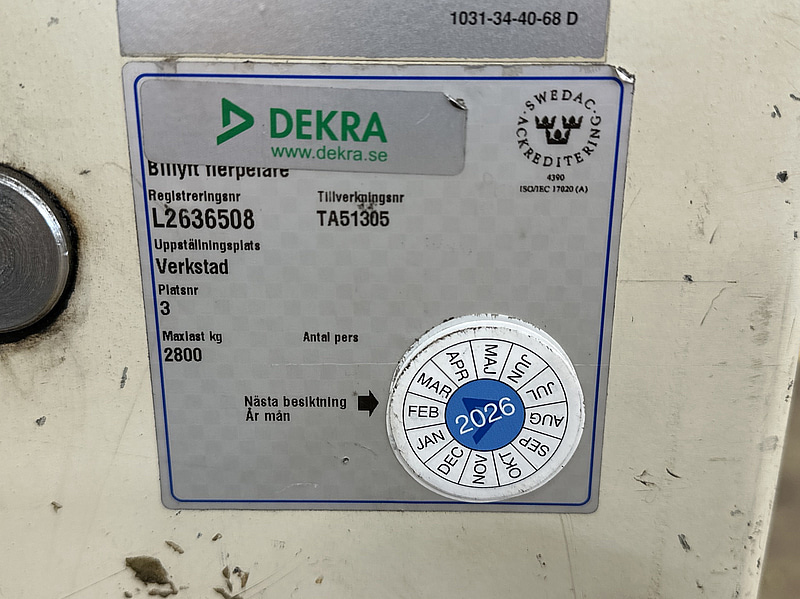 1031-34-40-68 D
DEKRA
www.dekra.se
SWEDAC
ACKREDITERING
4390
ISO/IEC 17020 (A)
Registreringsnr
L2636508
Tillverkningsnr
TA51305
Uppställningsplats
Verkstad
Platsnr
3
Maxlast kg
2800
Antal pers
Nästa besiktning
År mån
2026
JAN
FEB
MAR
APR
MAJ
JUN
JUL
AUG
SEP
OKT
NOV
DEC